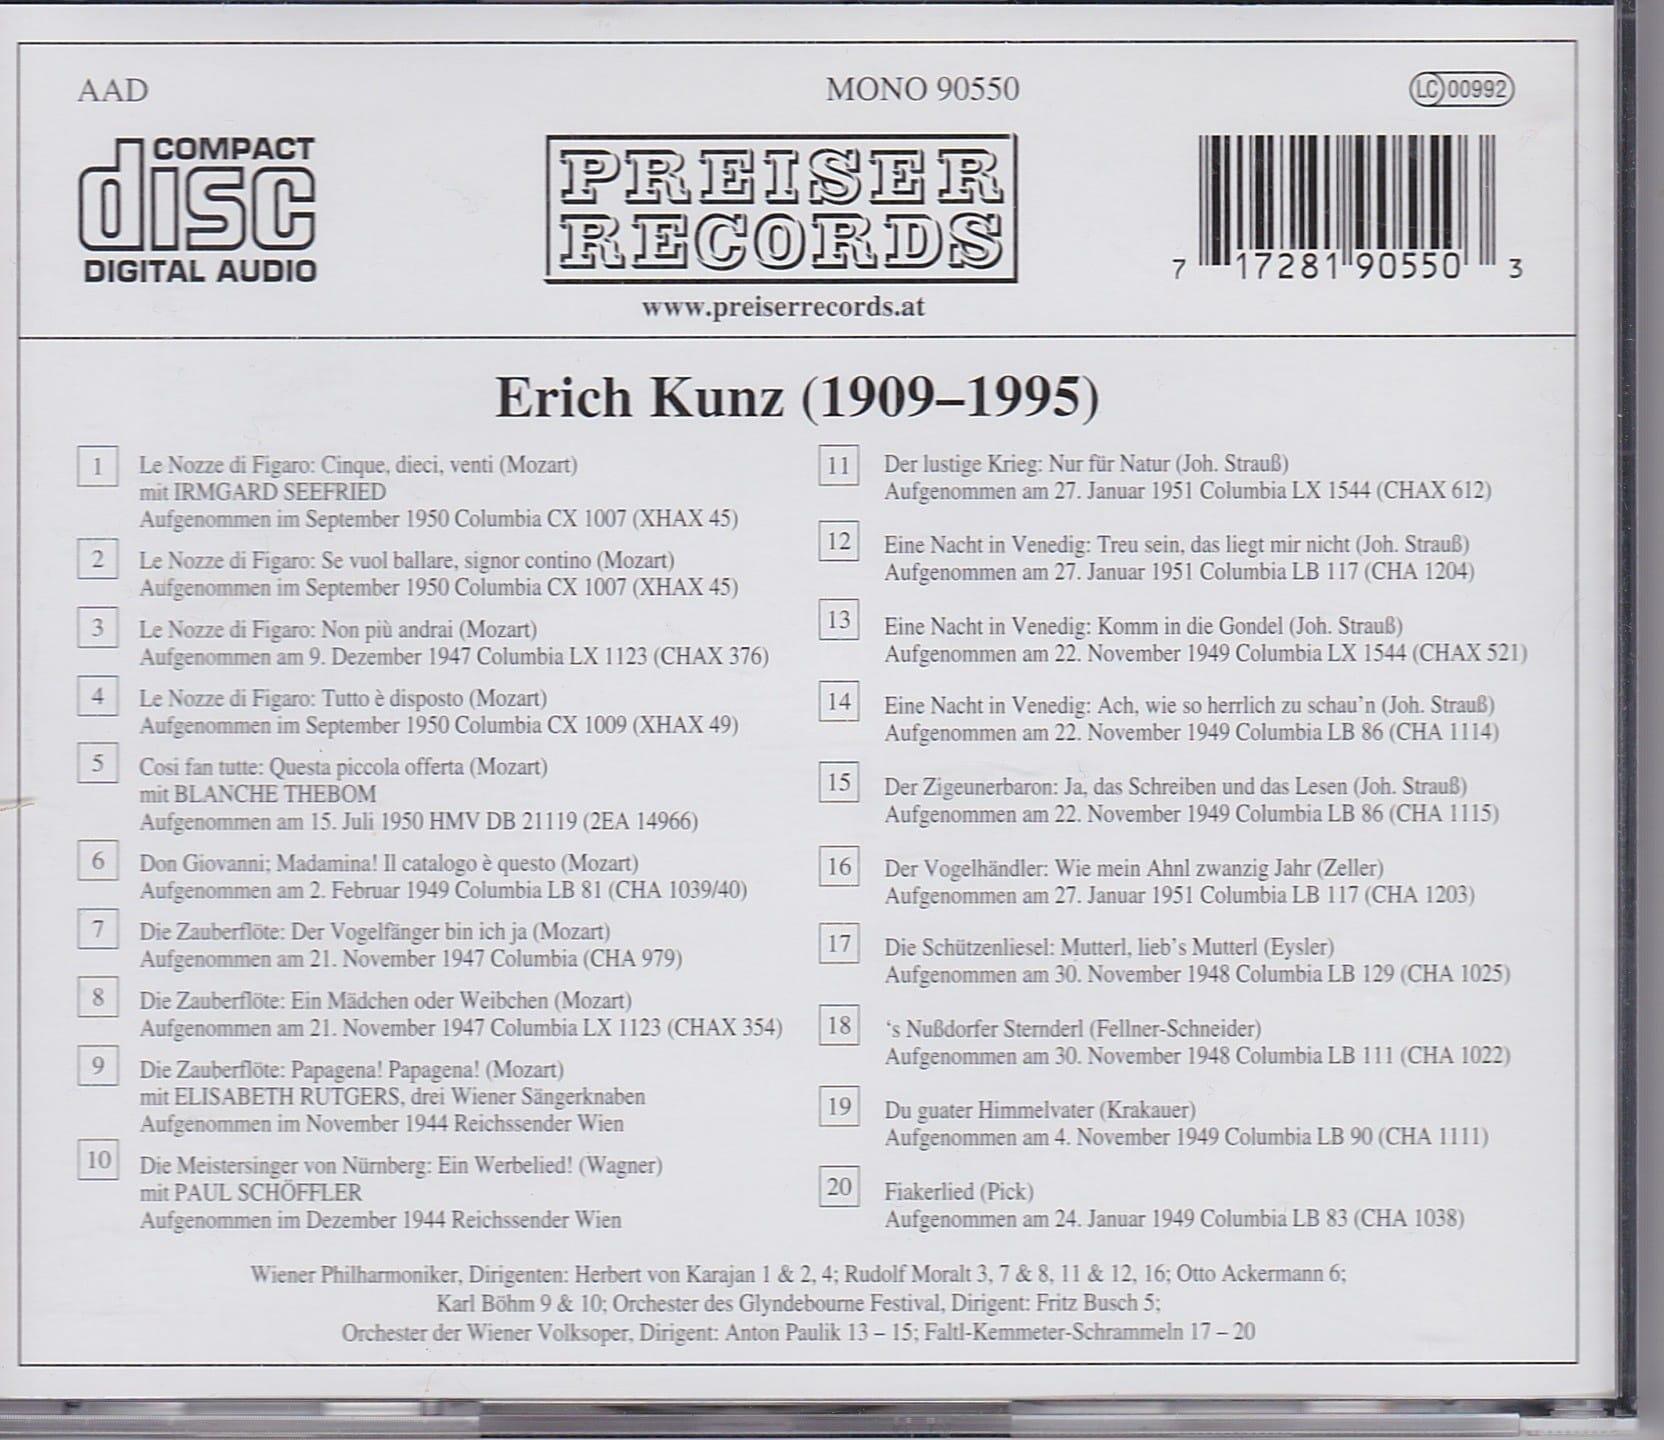 AAD
MONO 90550
LC 00992
COMPACT
disc
DIGITAL AUDIO
PREISER
RECORDS
www.preiserrecords.at
7 17281 90550 3
Erich Kunz (1909–1995)
1 Le Nozze di Figaro: Cinque, dieci, venti (Mozart)
mit IRMGARD SEEFRIED
Aufgenommen im September 1950 Columbia CX 1007 (XHAX 45)
2 Le Nozze di Figaro: Se vuol ballare, signor contino (Mozart)
Aufgenommen im September 1950 Columbia CX 1007 (XHAX 45)
3 Le Nozze di Figaro: Non più andrai (Mozart)
Aufgenommen am 9. Dezember 1947 Columbia LX 1123 (CHAX 376)
4 Le Nozze di Figaro: Tutto è disposto (Mozart)
Aufgenommen im September 1950 Columbia CX 1009 (XHAX 49)
5 Cosi fan tutte: Questa piccola offerta (Mozart)
mit BLANCHE THEBOM
Aufgenommen am 15. Juli 1950 HMV DB 21119 (2EA 14966)
6 Don Giovanni; Madamina! Il catalogo è questo (Mozart)
Aufgenommen am 2. Februar 1949 Columbia LB 81 (CHA 1039/40)
7 Die Zauberflöte: Der Vogelfänger bin ich ja (Mozart)
Aufgenommen am 21. November 1947 Columbia (CHA 979)
8 Die Zauberflöte: Ein Mädchen oder Weibchen (Mozart)
Aufgenommen am 21. November 1947 Columbia LX 1123 (CHAX 354)
9 Die Zauberflöte: Papagena! Papagena! (Mozart)
mit ELISABETH RUTGERS, drei Wiener Sängerknaben
Aufgenommen im November 1944 Reichssender Wien
10 Die Meistersinger von Nürnberg: Ein Werbelied! (Wagner)
mit PAUL SCHÖFFLER
Aufgenommen im Dezember 1944 Reichssender Wien
11 Der lustige Krieg: Nur für Natur (Joh. Strauß)
Aufgenommen am 27. Januar 1951 Columbia LX 1544 (CHAX 612)
12 Eine Nacht in Venedig: Treu sein, das liegt mir nicht (Joh. Strauß)
Aufgenommen am 27. Januar 1951 Columbia LB 117 (CHA 1204)
13 Eine Nacht in Venedig: Komm in die Gondel (Joh. Strauß)
Aufgenommen am 22. November 1949 Columbia LX 1544 (CHAX 521)
14 Eine Nacht in Venedig: Ach, wie so herrlich zu schau'n (Joh. Strauß)
Aufgenommen am 22. November 1949 Columbia LB 86 (CHA 1114)
15 Der Zigeunerbaron: Ja, das Schreiben und das Lesen (Joh. Strauß)
Aufgenommen am 22. November 1949 Columbia LB 86 (CHA 1115)
16 Der Vogelhändler: Wie mein Ahnl zwanzig Jahr (Zeller)
Aufgenommen am 27. Januar 1951 Columbia LB 117 (CHA 1203)
17 Die Schützenliesel: Mutterl, lieb's Mutterl (Eysler)
Aufgenommen am 30. November 1948 Columbia LB 129 (CHA 1025)
18 's Nußdorfer Sternderl (Fellner-Schneider)
Aufgenommen am 30. November 1948 Columbia LB 111 (CHA 1022)
19 Du guater Himmelvater (Krakauer)
Aufgenommen am 4. November 1949 Columbia LB 90 (CHA 1111)
20 Fiakerlied (Pick)
Aufgenommen am 24. Januar 1949 Columbia LB 83 (CHA 1038)
Wiener Philharmoniker, Dirigenten: Herbert von Karajan 1 & 2, 4; Rudolf Moralt 3, 7 & 8, 11 & 12, 16; Otto Ackermann 6;
Karl Böhm 9 & 10; Orchester des Glyndebourne Festival, Dirigent: Fritz Busch 5;
Orchester der Wiener Volksoper, Dirigent: Anton Paulik 13 – 15; Faltl-Kemmeter-Schrammeln 17 – 20